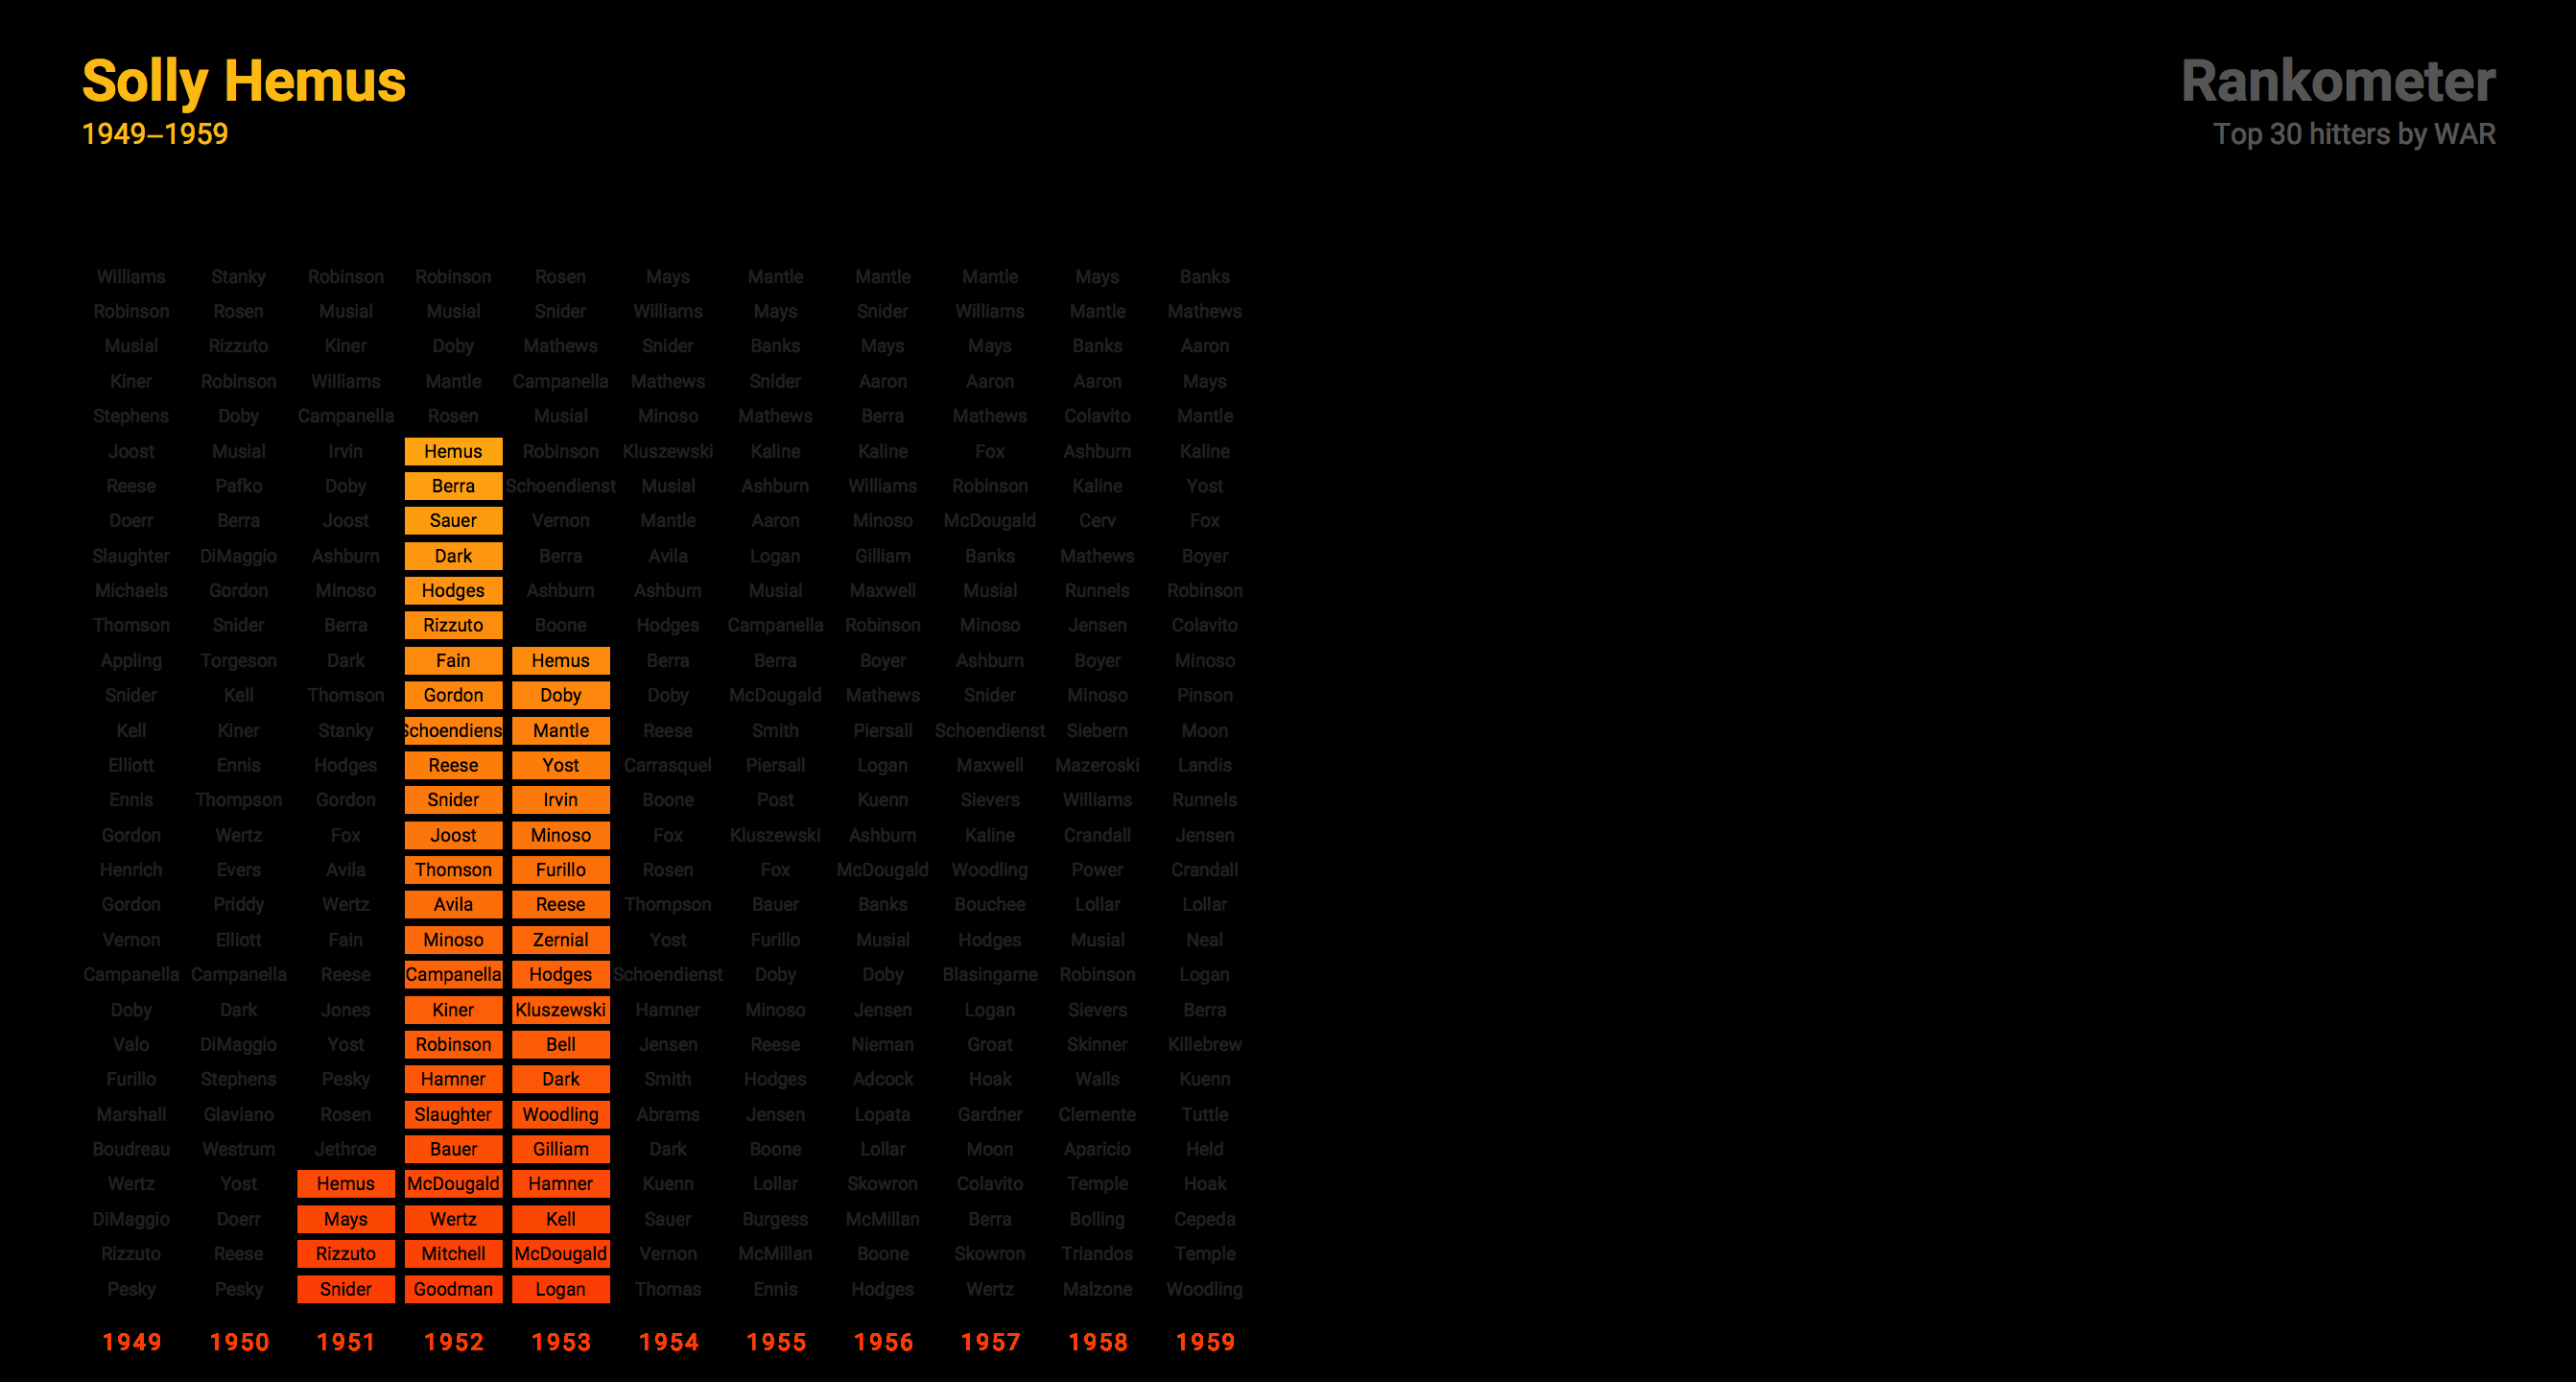 Solly Hemus
1949–1959
Rankometer
Top 30 hitters by WAR
Williams Stanky Robinson Robinson Rosen Mays Mantle Mantle Mantle Mays Banks
Robinson Rosen Musial Musial Snider Williams Mays Snider Williams Mantle Mathews
Musial Rizzuto Kiner Doby Mathews Snider Banks Mays Mays Banks Aaron
Kiner Robinson Williams Mantle Campanella Mathews Snider Aaron Aaron Aaron Mays
Stephens Doby Campanella Rosen Musial Minoso Mathews Berra Mathews Colavito Mantle
Joost Musial Irvin Hemus Robinson Kluszewski Kaline Kaline Fox Ashburn Kaline
Reese Pafko Doby Berra Schoendienst Musial Ashburn Williams Robinson Kaline Yost
Doerr Berra Joost Sauer Vernon Mantle Aaron Minoso McDougald Cerv Fox
Slaughter DiMaggio Ashburn Dark Berra Avila Logan Gilliam Banks Mathews Boyer
Michaels Gordon Minoso Hodges Ashburn Ashburn Musial Maxwell Musial Runnels Robinson
Thomson Snider Berra Rizzuto Boone Hodges Campanella Robinson Minoso Jensen Colavito
Appling Torgeson Dark Fain Hemus Berra Berra Boyer Ashburn Boyer Minoso
Snider Kell Thomson Gordon Doby Doby McDougald Mathews Snider Minoso Pinson
Kell Kiner Stanky Schoendiens Mantle Reese Smith Piersall Schoendienst Siebern Moon
Elliott Ennis Hodges Reese Yost Carrasquel Piersall Logan Maxwell Mazeroski Landis
Ennis Thompson Gordon Snider Irvin Boone Post Kuenn Sievers Williams Runnels
Gordon Wertz Fox Joost Minoso Fox Kluszewski Ashburn Kaline Crandall Jensen
Henrich Evers Avila Thomson Furillo Rosen Fox McDougald Woodling Power Crandall
Gordon Priddy Wertz Avila Reese Thompson Bauer Banks Bouchee Lollar Lollar
Vernon Elliott Fain Minoso Zernial Yost Furillo Musial Hodges Musial Neal
Campanella Campanella Reese Campanella Hodges Schoendienst Doby Doby Blasingame Robinson Logan
Doby Dark Jones Kiner Kluszewski Hamner Minoso Jensen Logan Sievers Berra
Valo DiMaggio Yost Robinson Bell Jensen Reese Nieman Groat Skinner Killebrew
Furillo Stephens Pesky Hamner Dark Smith Hodges Adcock Hoak Walls Kuenn
Marshall Glaviano Rosen Slaughter Woodling Abrams Jensen Lopata Gardner Clemente Tuttle
Boudreau Westrum Jethroe Bauer Gilliam Dark Boone Lollar Moon Aparicio Held
Wertz Yost Hemus McDougald Hamner Kuenn Lollar Skowron Colavito Temple Hoak
DiMaggio Doerr Mays Wertz Kell Sauer Burgess McMillan Berra Bolling Cepeda
Rizzuto Reese Rizzuto Mitchell McDougald Vernon McMillan Boone Skowron Triandos Temple
Pesky Pesky Snider Goodman Logan Thomas Ennis Hodges Wertz Malzone Woodling
1949 1950 1951 1952 1953 1954 1955 1956 1957 1958 1959